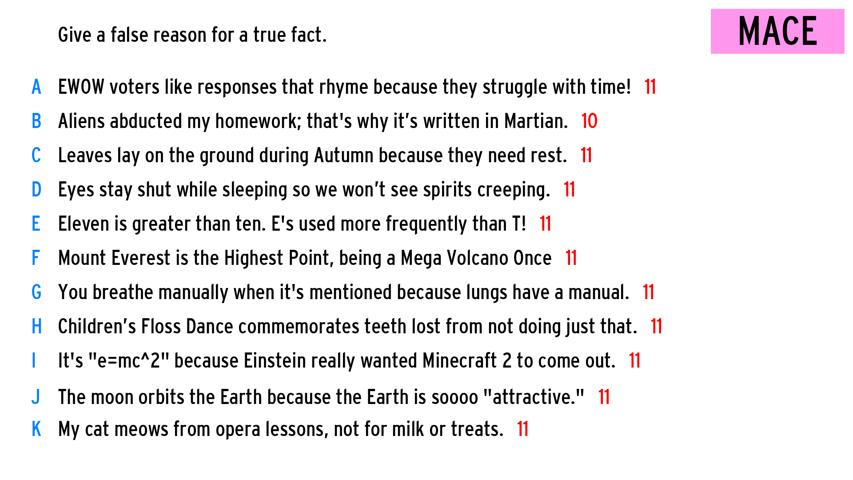 Give a false reason for a true fact.
MACE
A EWOW voters like responses that rhyme because they struggle with time! 11
B Aliens abducted my homework; that's why it’s written in Martian. 10
C Leaves lay on the ground during Autumn because they need rest. 11
D Eyes stay shut while sleeping so we won’t see spirits creeping. 11
E Eleven is greater than ten. E's used more frequently than T! 11
F Mount Everest is the Highest Point, being a Mega Volcano Once 11
G You breathe manually when it's mentioned because lungs have a manual. 11
H Children’s Floss Dance commemorates teeth lost from not doing just that. 11
I It's "e=mc^2" because Einstein really wanted Minecraft 2 to come out. 11
J The moon orbits the Earth because the Earth is soooo "attractive." 11
K My cat meows from opera lessons, not for milk or treats. 11